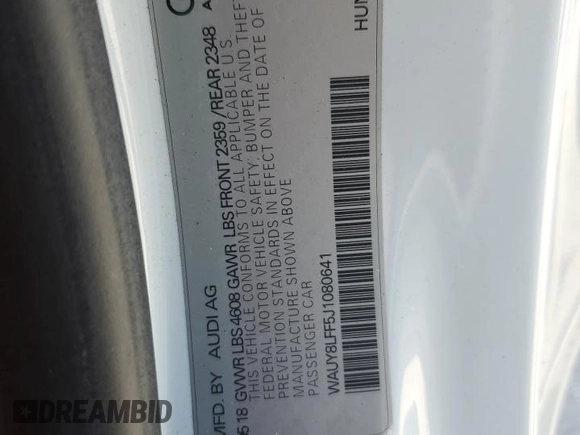 MFD. BY AUDI AG
518 GVWR LBS 4608 GAWR LBS FRONT 2359/REAR 2348
THIS VEHICLE CONFORMS TO ALL APPLICABLE U.S.
FEDERAL MOTOR VEHICLE SAFETY, BUMPER AND THEFT
PREVENTION STANDARDS IN EFFECT ON THE DATE OF
MANUFACTURE SHOWN ABOVE
PASSENGER CAR
WAUY8LFF5J1080641
HUN
DREAMBID